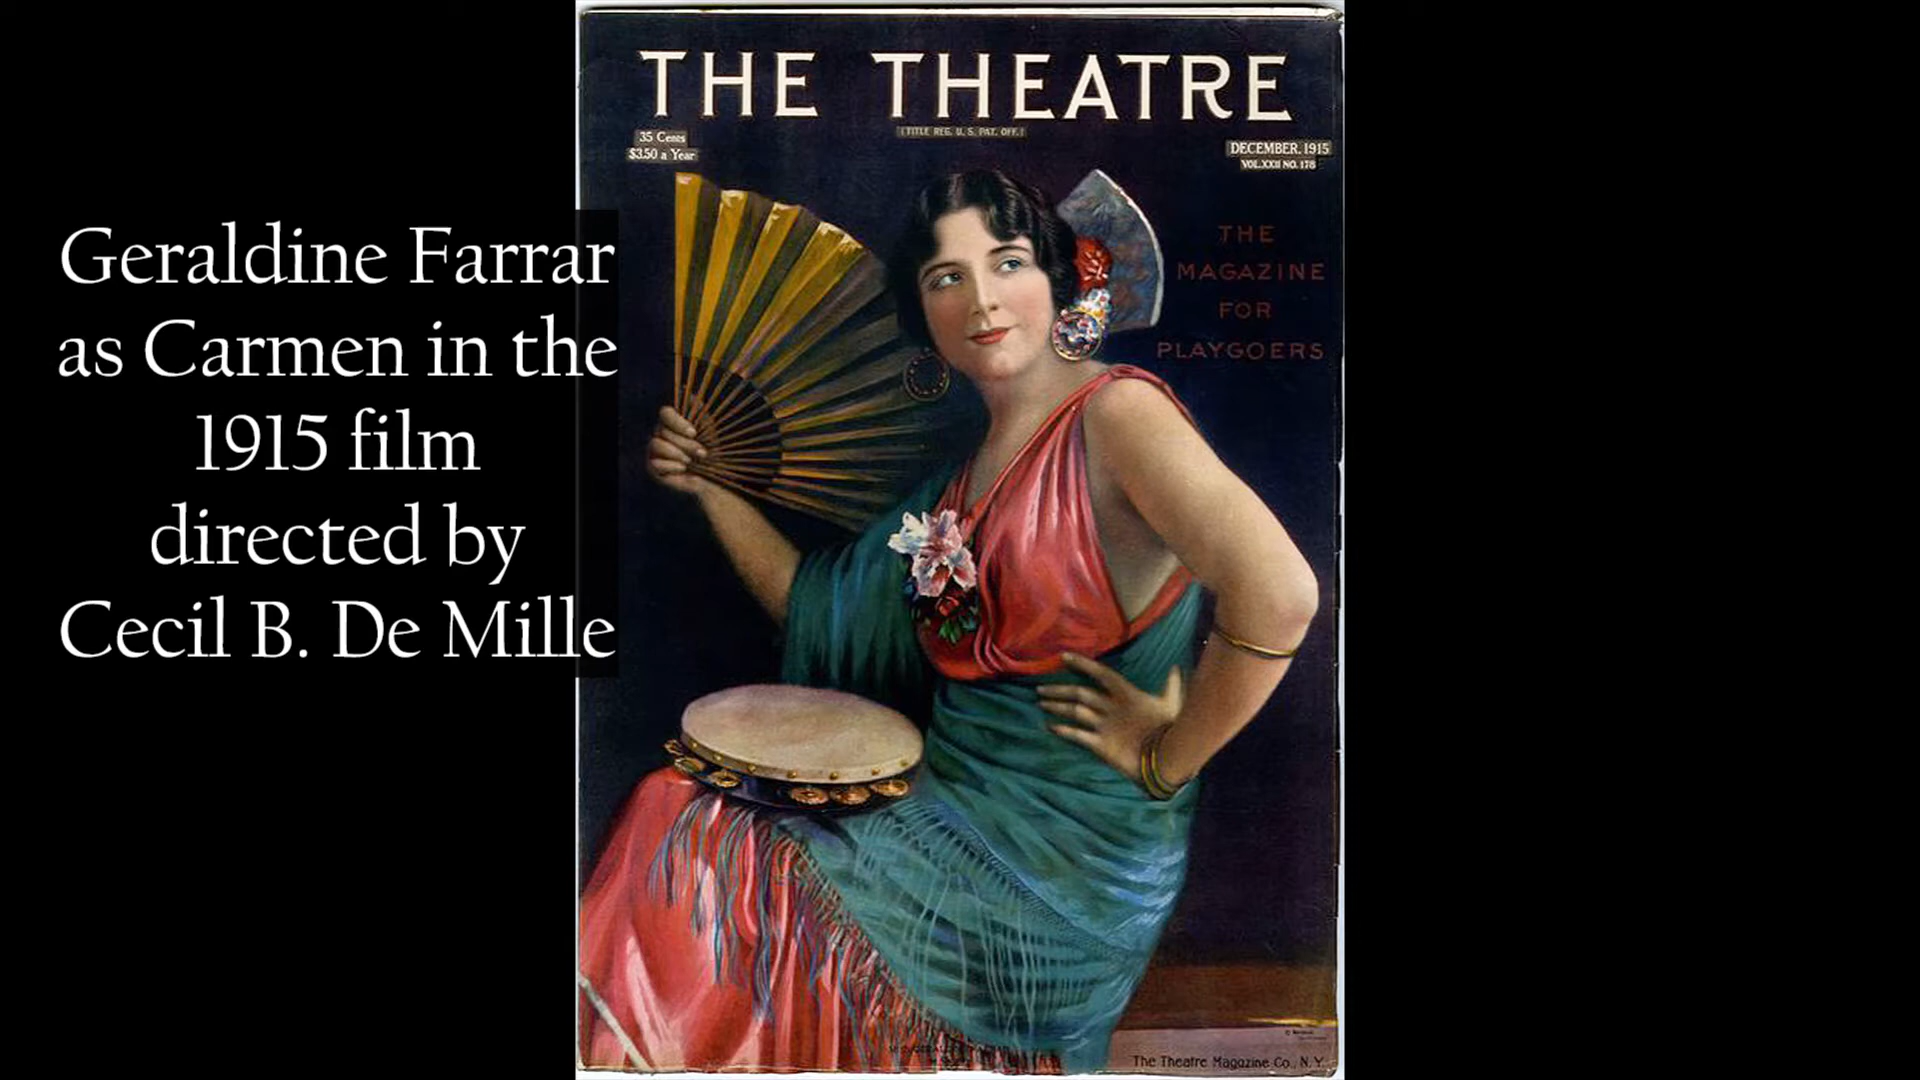 Geraldine Farrar
as Carmen in the
1915 film
directed by
Cecil B. De Mille
THE THEATRE
(TITLE REG. U. S. PAT. OFF.)
35 Cents
$3.50 a Year
DECEMBER, 1915
VOL. XXII NO. 178
THE
MAGAZINE
FOR
PLAYGOERS
The Theatre Magazine Co., N.Y.